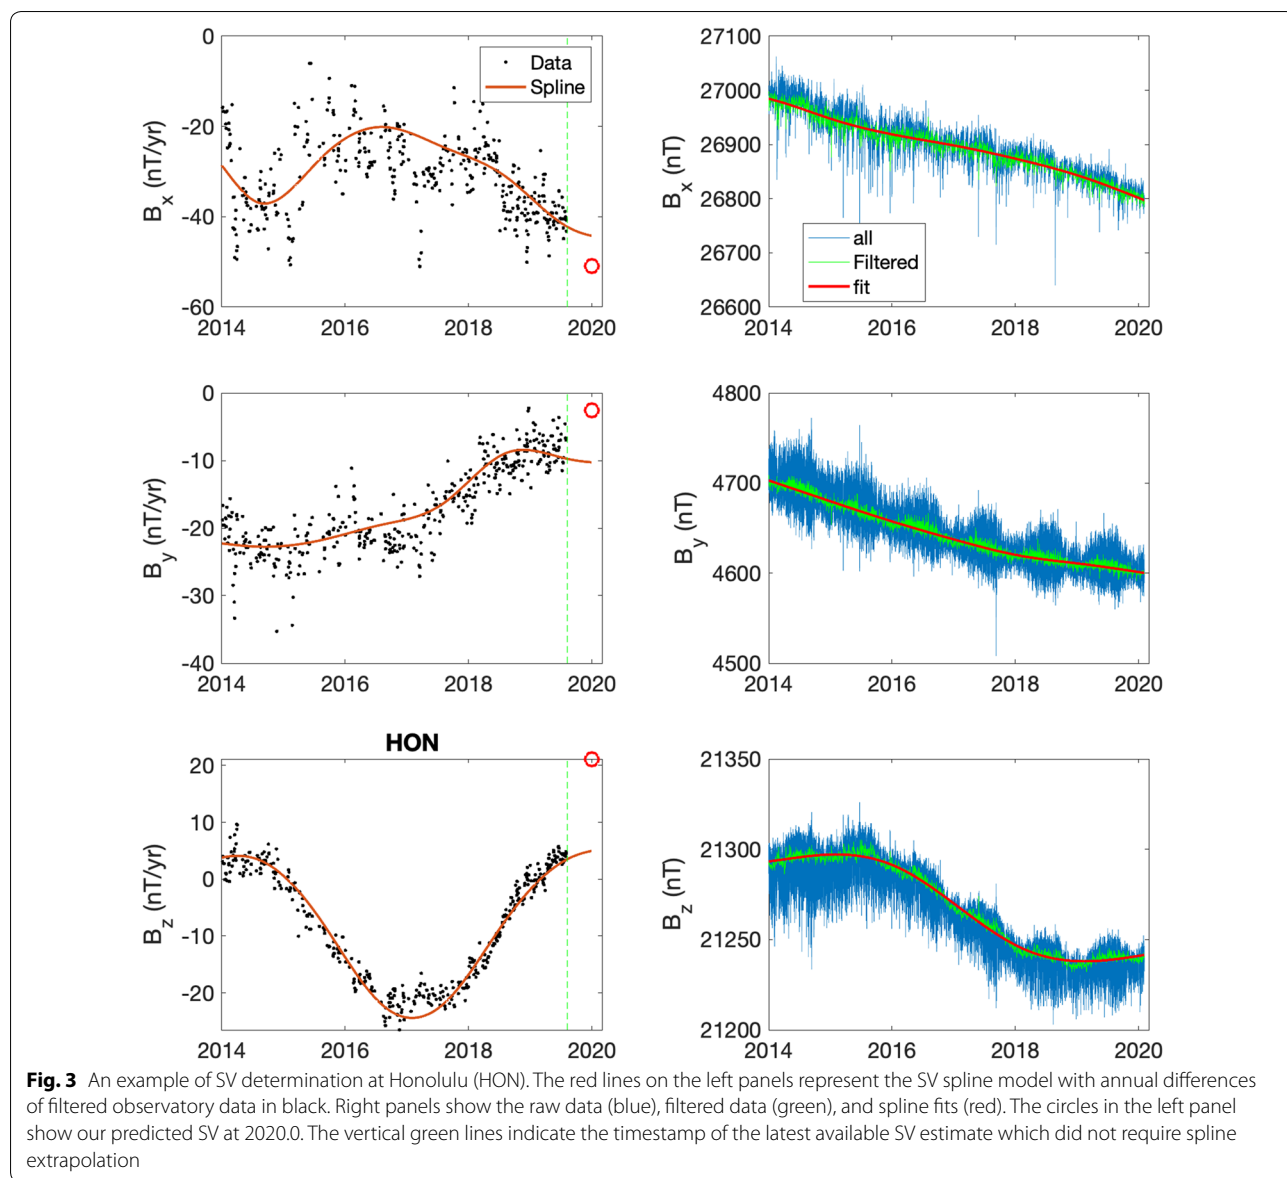 0
-20
-40
-60
B_x (nT/yr)
Data
Spline
2014 2016 2018 2020
27100
27000
26900
26800
26700
26600
B_x (nT)
all
Filtered
fit
2014 2016 2018 2020
0
-10
-20
-30
-40
B_y (nT/yr)
2014 2016 2018 2020
4800
4700
4600
4500
B_y (nT)
2014 2016 2018 2020
HON
20
10
0
-10
-20
B_z (nT/yr)
2014 2016 2018 2020
21350
21300
21250
21200
B_z (nT)
2014 2016 2018 2020
Fig. 3 An example of SV determination at Honolulu (HON). The red lines on the left panels represent the SV spline model with annual differences
of filtered observatory data in black. Right panels show the raw data (blue), filtered data (green), and spline fits (red). The circles in the left panel
show our predicted SV at 2020.0. The vertical green lines indicate the timestamp of the latest available SV estimate which did not require spline
extrapolation